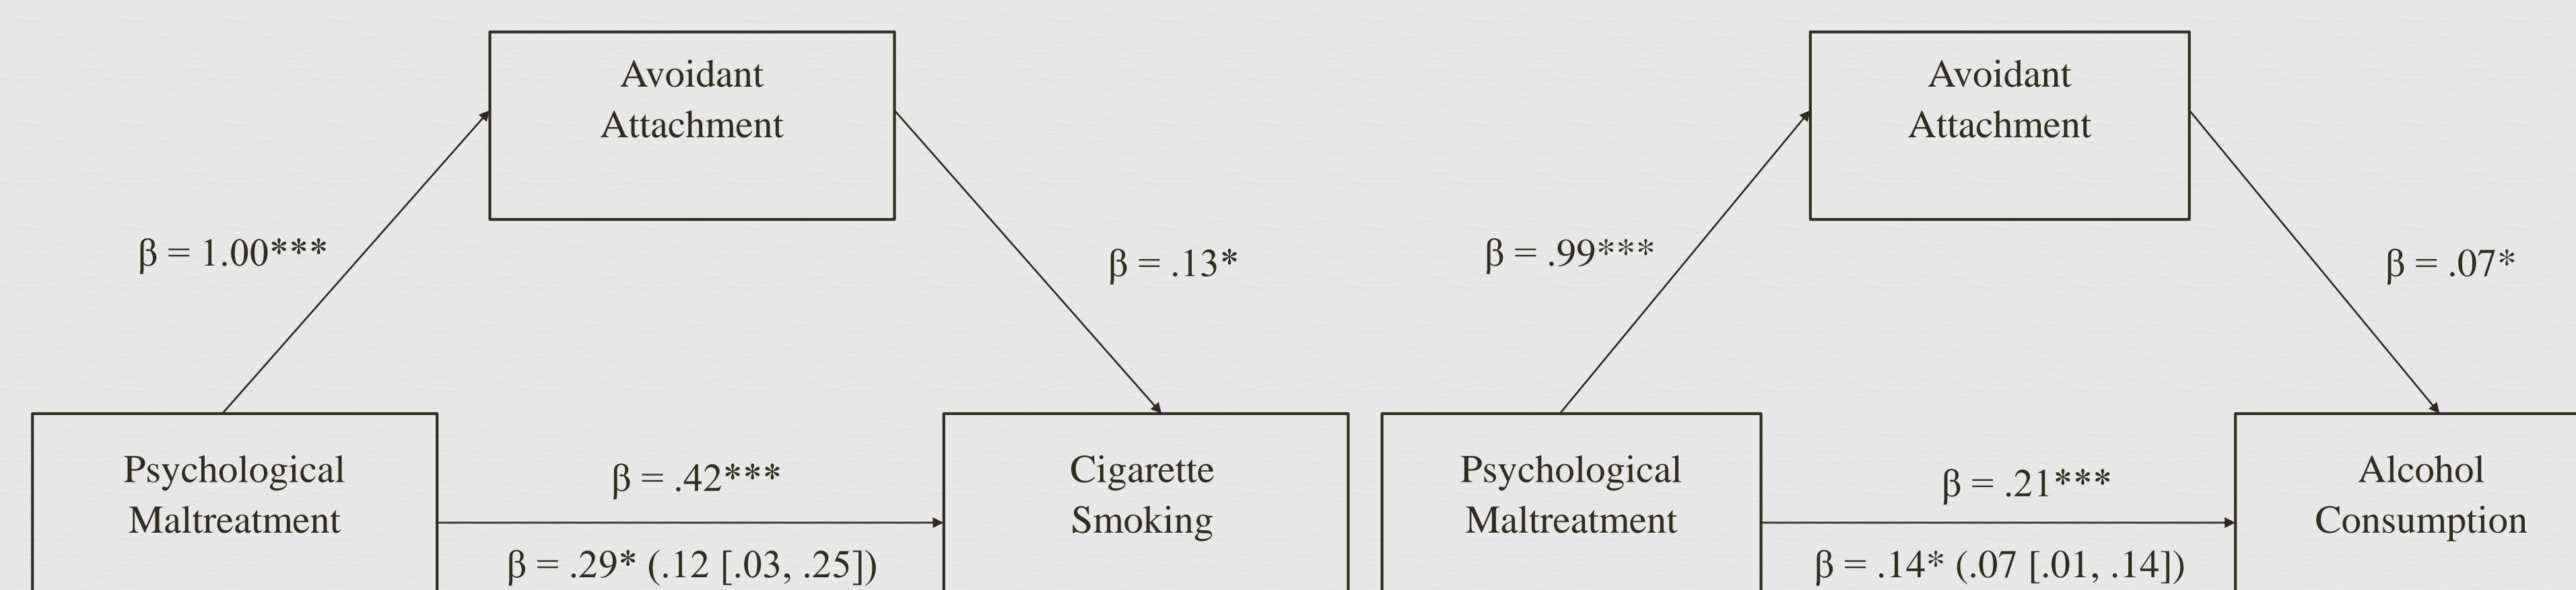 Avoidant
Attachment
β = 1.00***
β = .13*
Psychological
Maltreatment
β = .42***
β = .29* (.12 [.03, .25])
Cigarette
Smoking
Avoidant
Attachment
β = .99***
β = .07*
Psychological
Maltreatment
β = .21***
β = .14* (.07 [.01, .14])
Alcohol
Consumption